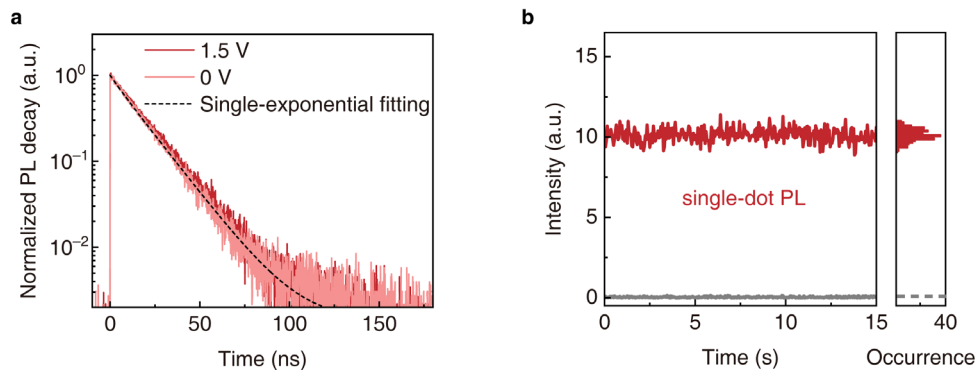 a
1.5 V
0 V
Single-exponential fitting
Normalized PL decay (a.u.)
10⁰
10⁻¹
10⁻²
0 50 100 150
Time (ns)
b
15
10
5
0
Intensity (a.u.)
single-dot PL
0 5 10 15
Time (s)
0 40
Occurrence